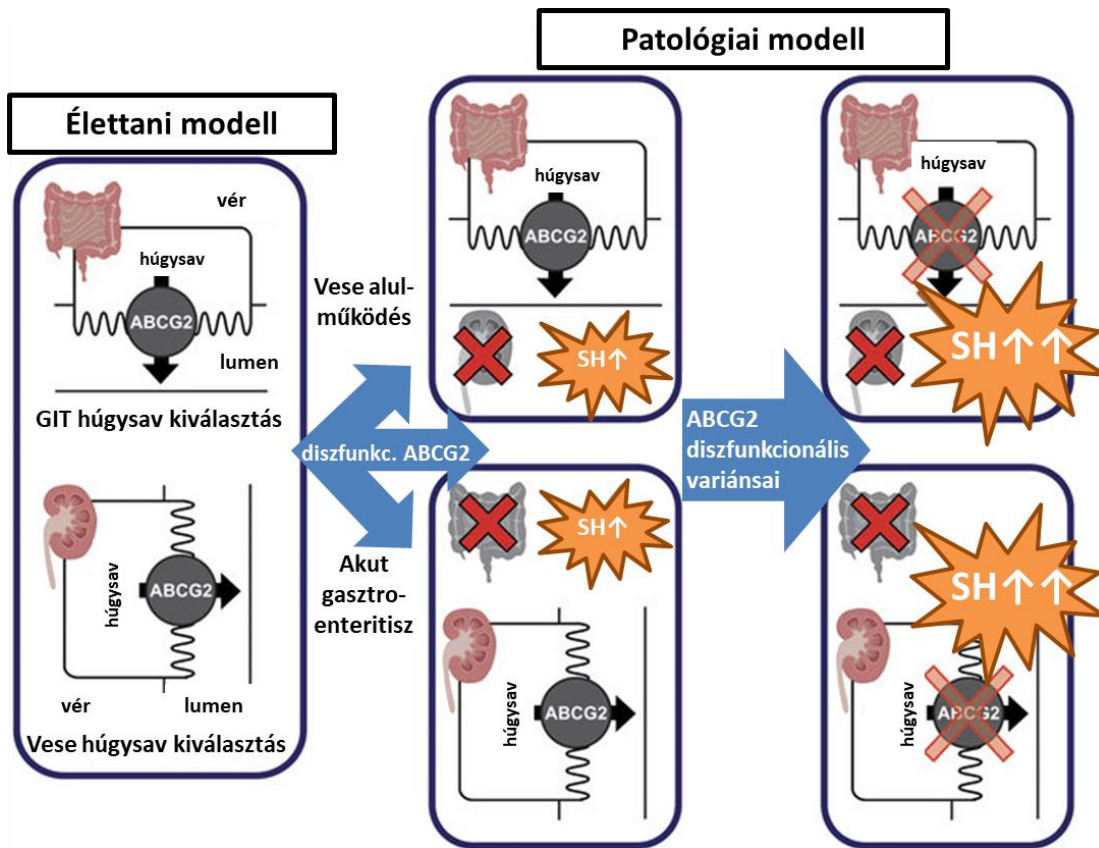 Patológiai modell
Élettani modell
vér
húgysav
ABCG2
lumen
GIT húgysav kiválasztás
húgysav
ABCG2
vér
lumen
Vese húgysav kiválasztás
Vese alul-
működés
diszfunkc. ABCG2
Akut
gasztro-
enteritisz
húgysav
ABCG2
SH↑
SH↑
húgysav
ABCG2
ABCG2
diszfunkcionális
variánsai
húgysav
ABCG2
SH↑↑
SH↑↑
húgysav
ABCG2